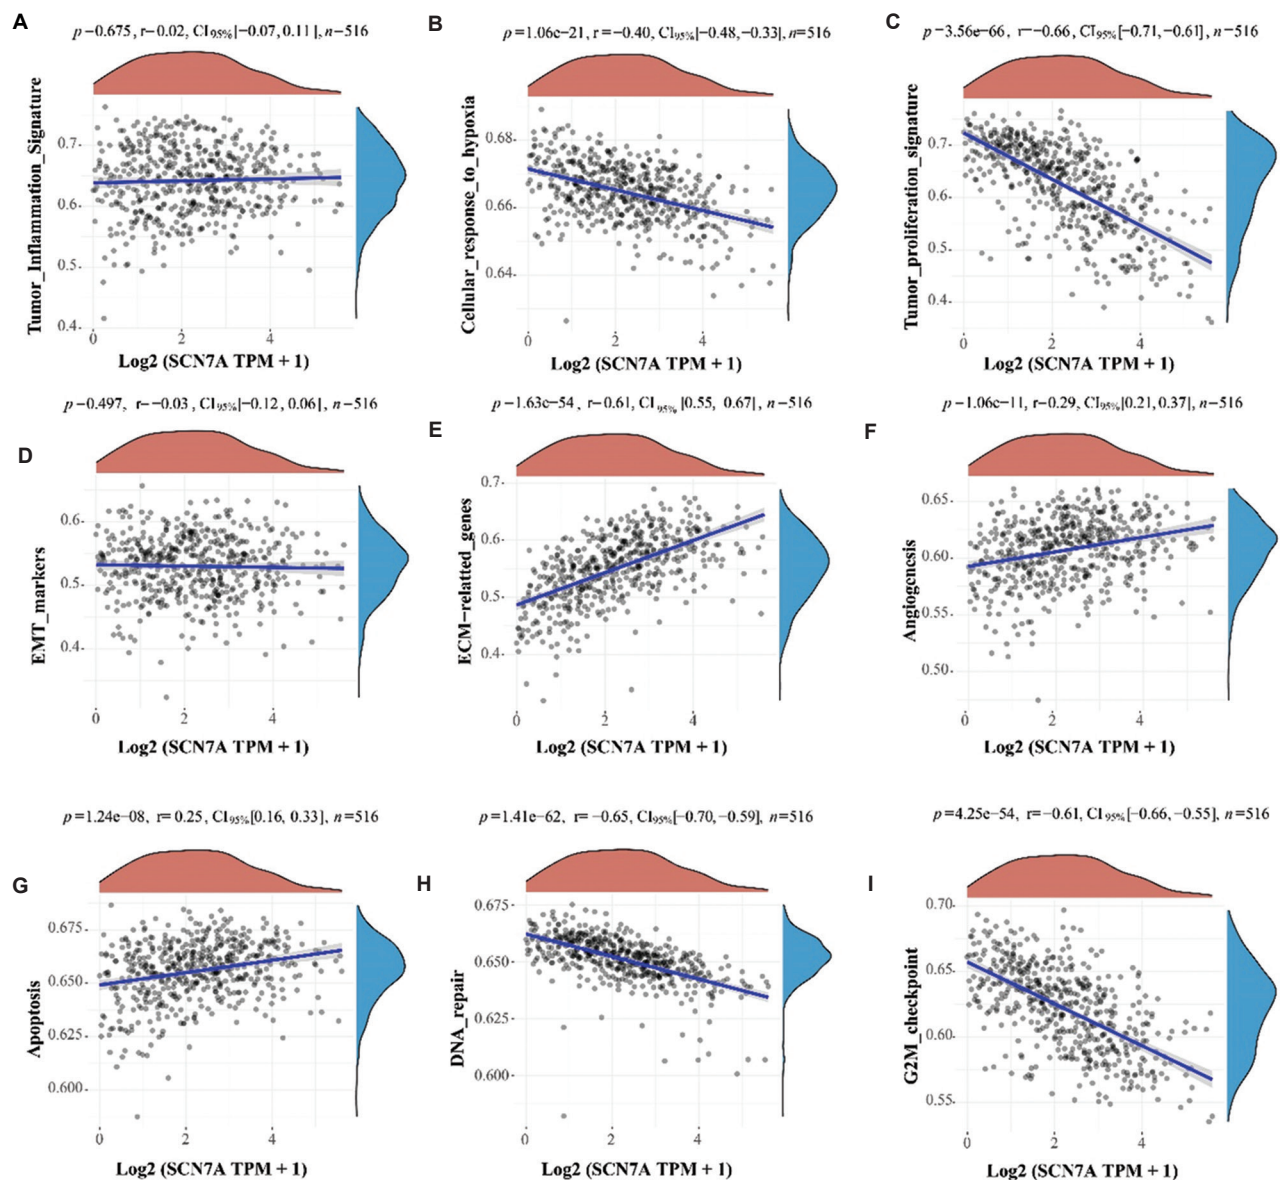 A
p−0.675, r−0.02, CI95%[−0.07, 0.11], n−516
Tumor_Inflammation_Signature
0.7
0.6
0.5
0.4
0 2 4
Log2 (SCN7A TPM + 1)
B
p=1.06e−21, r=−0.40, CI95%[−0.48, −0.33], n=516
Cellular_response_to_hypoxia
0.68
0.66
0.64
0 2 4
Log2 (SCN7A TPM + 1)
C
p−3.56e−66, r−−0.66, CI95%[−0.71, −0.61], n−516
Tumor_proliferation_signature
0.7
0.6
0.5
0.4
0 2 4
Log2 (SCN7A TPM + 1)
D
p−0.497, r−−0.03, CI95%[−0.12, 0.06], n−516
EMT_markers
0.6
0.5
0.4
0 2 4
Log2 (SCN7A TPM + 1)
E
p−1.63e−54, r−0.61, CI95% [0.55, 0.67], n−516
ECM−relatted_genes
0.7
0.6
0.5
0.4
0 2 4
Log2 (SCN7A TPM + 1)
F
p−1.06e−11, r−0.29, CI95%[0.21, 0.37], n−516
Angiogenesis
0.65
0.60
0.55
0.50
0 2 4
Log2 (SCN7A TPM + 1)
G
p=1.24e−08, r= 0.25, CI95%[0.16, 0.33], n=516
Apoptosis
0.675
0.650
0.625
0.600
0 2 4
Log2 (SCN7A TPM + 1)
H
p=1.41e−62, r= −0.65, CI95%[−0.70, −0.59], n=516
DNA_repair
0.675
0.650
0.625
0.600
0 2 4
Log2 (SCN7A TPM + 1)
I
p=4.25e−54, r=−0.61, CI95%[−0.66, −0.55], n=516
G2M_checkpoint
0.70
0.65
0.60
0.55
0 2 4
Log2 (SCN7A TPM + 1)